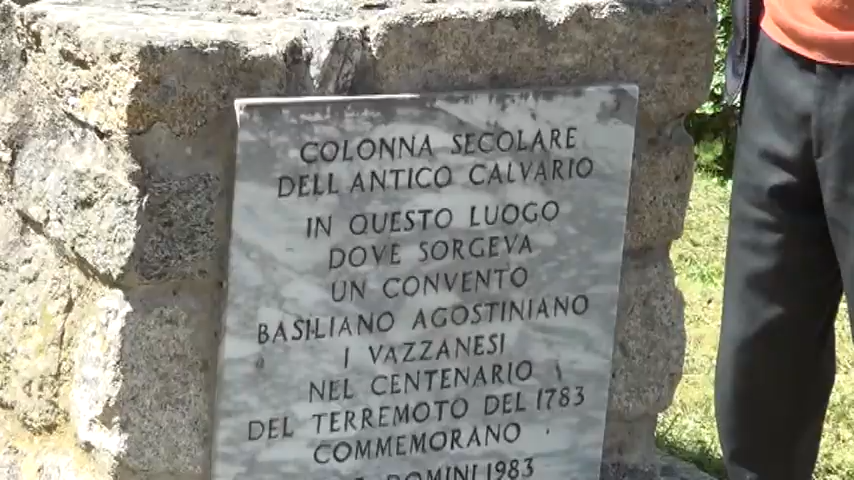 COLONNA SECOLARE
DELL'ANTICO CALVARIO
IN QUESTO LUOGO
DOVE SORGEVA
UN CONVENTO
BASILIANO AGOSTINIANO
I VAZZANESI
NEL CENTENARIO
DEL TERREMOTO DEL 1783
COMMEMORANO
DOMINI 1983